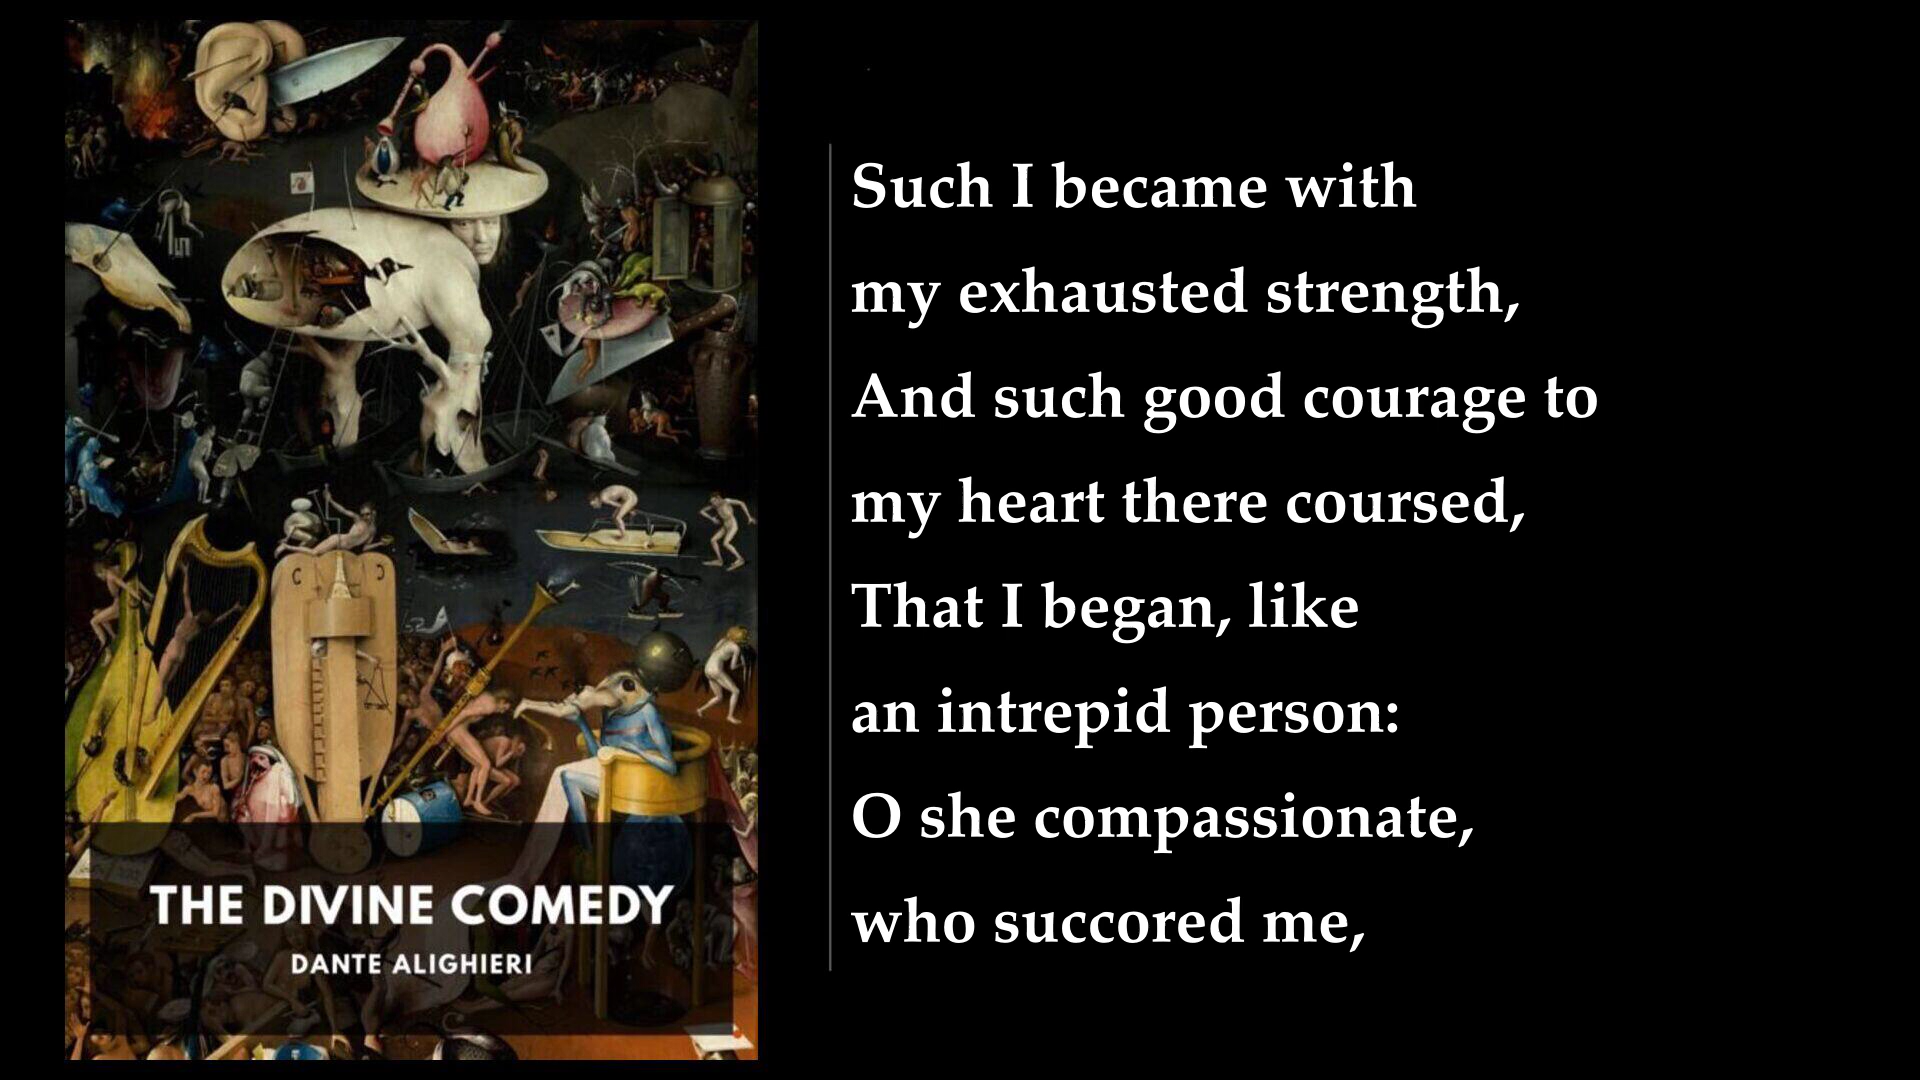 THE DIVINE COMEDY
DANTE ALIGHIERI
Such I became with
my exhausted strength,
And such good courage to
my heart there coursed,
That I began, like
an intrepid person:
O she compassionate,
who succored me,